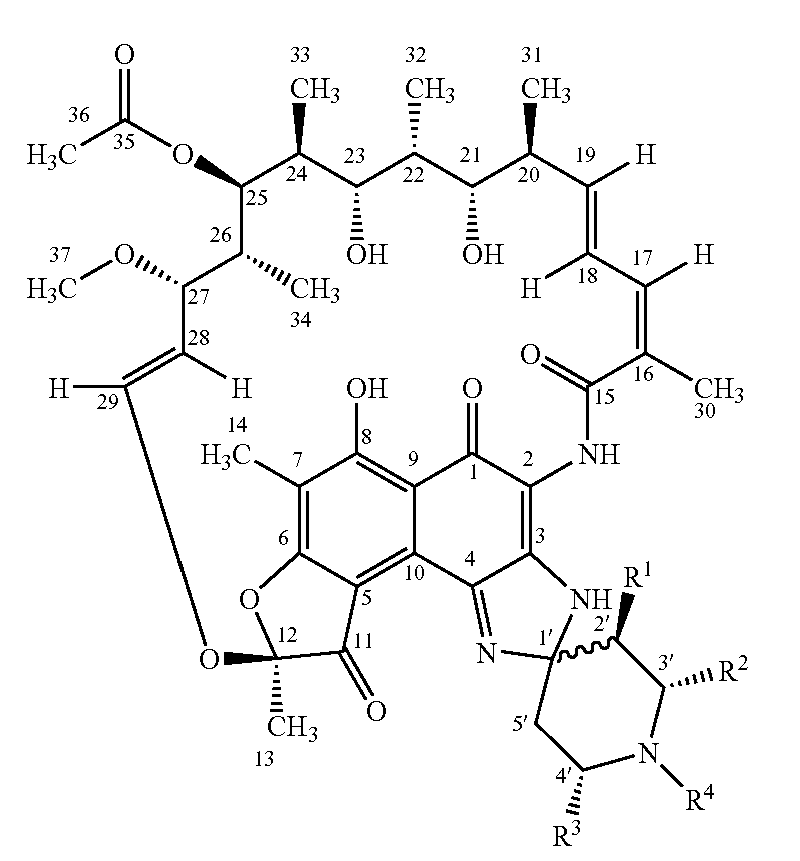 O 33 32 31
36 CH₃ CH₃ CH₃
H₃C 35 O 23 21 19 H
25 24 22 20
26 OH OH 17 H
37 O H 18
H₃C 27 CH₃
28 34 O 16
H 29 H OH O 15 CH₃
14 30
H₃C 7 8 9 1 2 NH
6 4 3 R¹
O 5 10 NH 2′
12 11 N 1′ 3′ R²
O
CH₃ O 5′
13 4′ N
R³ R⁴